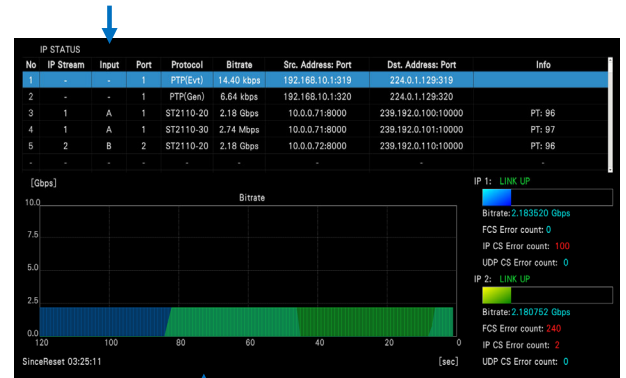 IP STATUS
No IP Stream Input Port Protocol Bitrate Src. Address: Port Dst. Address: Port Info
1 - - 1 PTP(Evt) 14.40 kbps 192.168.10.1:319 224.0.1.129:319
2 - - 1 PTP(Gen) 6.64 kbps 192.168.10.1:320 224.0.1.129:320
3 1 A 1 ST2110-20 2.18 Gbps 10.0.0.71:8000 239.192.0.100:10000 PT: 96
4 1 A 1 ST2110-30 2.74 Mbps 10.0.0.71:8000 239.192.0.101:10000 PT: 97
5 2 B 2 ST2110-20 2.18 Gbps 10.0.0.72:8000 239.192.0.110:10000 PT: 96
- - - - - - - - -
[Gbps]
Bitrate
10.0
7.5
5.0
2.5
0.0
120 100 80 60 40 20 0
SinceReset 03:25:11 [sec]
IP 1: LINK UP
Bitrate: 2.183520 Gbps
FCS Error count: 0
IP CS Error count: 100
UDP CS Error count: 0
IP 2: LINK UP
Bitrate: 2.180752 Gbps
FCS Error count: 240
IP CS Error count: 2
UDP CS Error count: 0